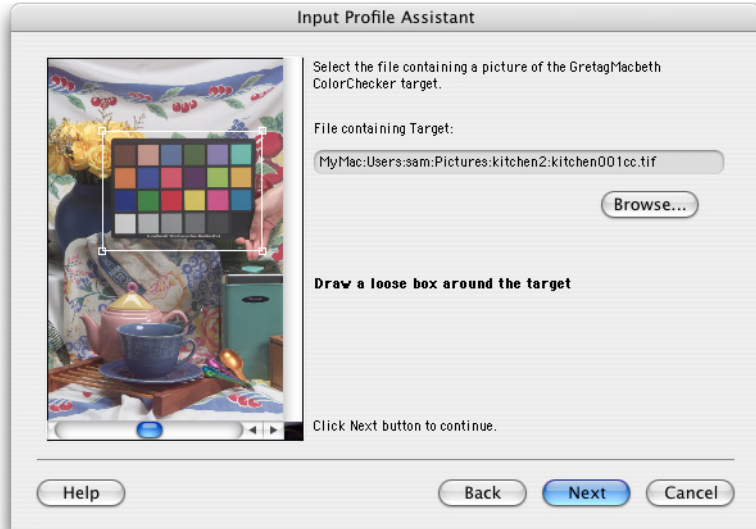 Input Profile Assistant
Select the file containing a picture of the GretagMacbeth
ColorChecker target.
File containing Target:
MyMac:Users:sam:Pictures:kitchen2:kitchen001cc.tif
Browse...
Draw a loose box around the target
Click Next button to continue.
Help
Back
Next
Cancel